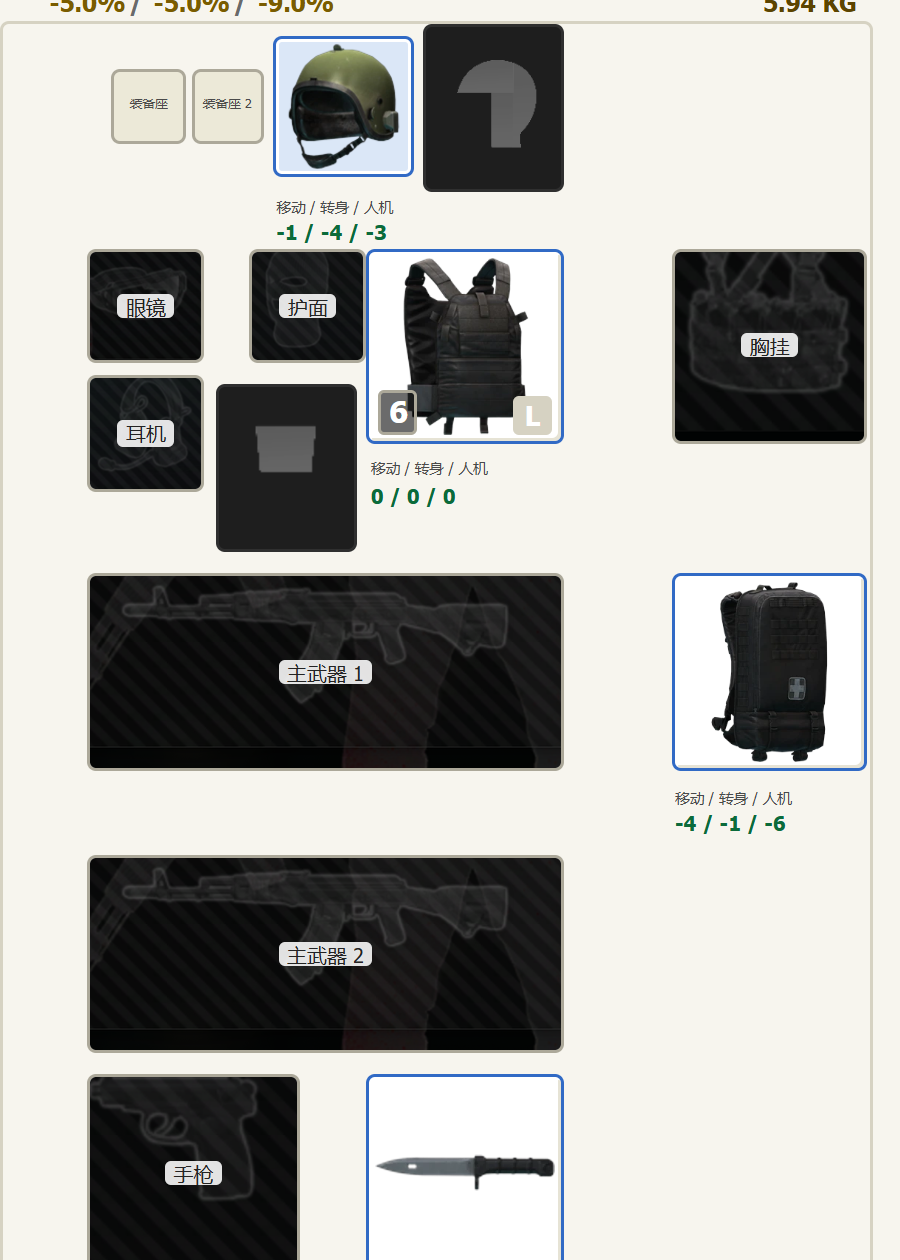 -5.0% / -5.0% / -9.0%
5.94 KG
装备座
装备座 2
移动 / 转身 / 人机
-1 / -4 / -3
眼镜
护面
胸挂
6
L
耳机
移动 / 转身 / 人机
0 / 0 / 0
主武器 1
移动 / 转身 / 人机
-4 / -1 / -6
主武器 2
手枪